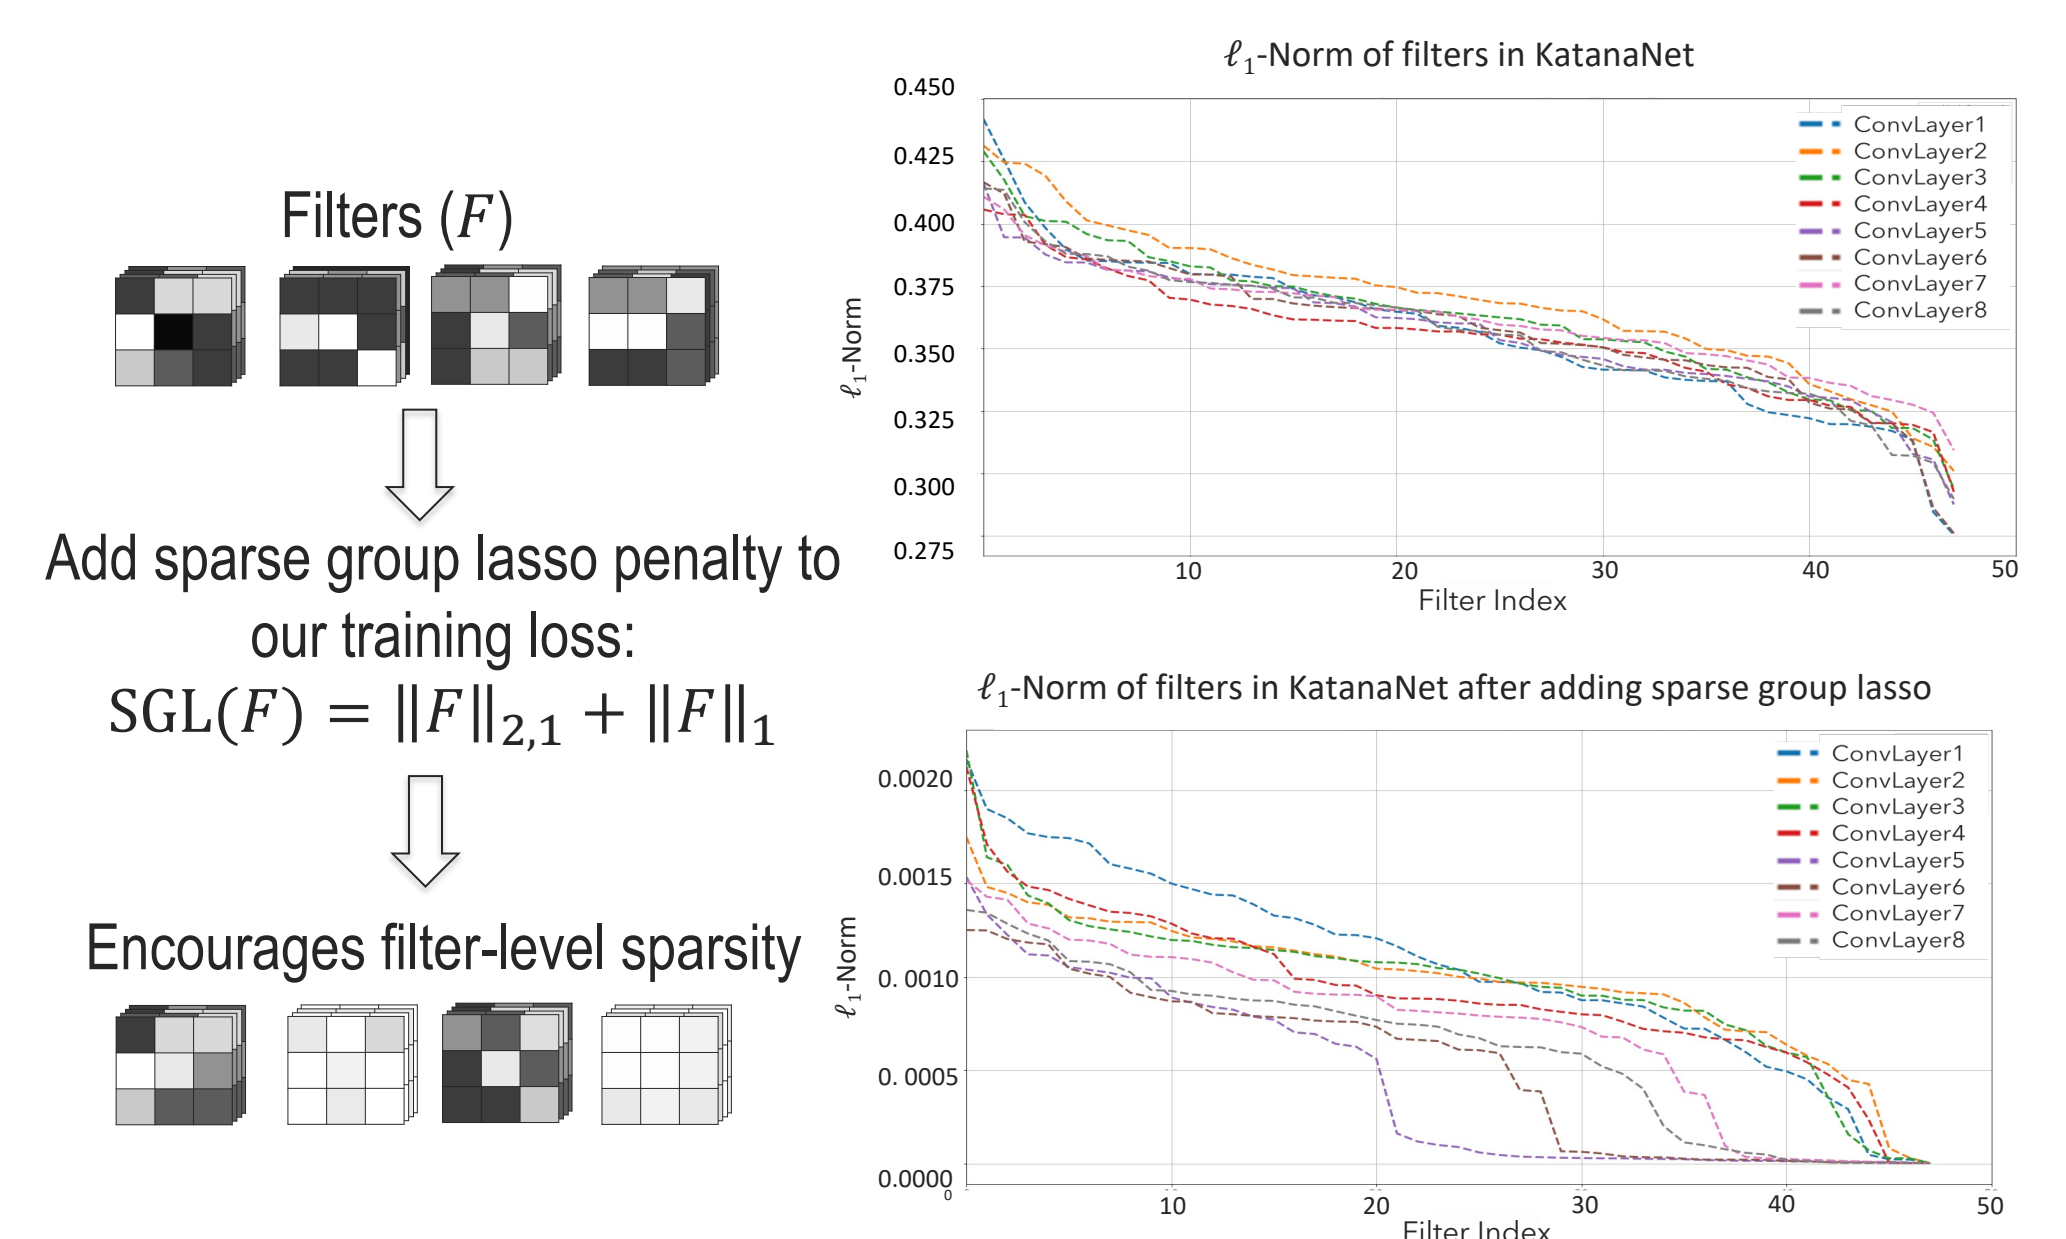 Filters (F)
Add sparse group lasso penalty to
our training loss:
SGL(F) = ‖F‖₂,₁ + ‖F‖₁
Encourages filter-level sparsity
ℓ₁-Norm of filters in KatanaNet
0.450
0.425
0.400
0.375
0.350
0.325
0.300
0.275
ℓ₁-Norm
10 20 30 40 50
Filter Index
ConvLayer1
ConvLayer2
ConvLayer3
ConvLayer4
ConvLayer5
ConvLayer6
ConvLayer7
ConvLayer8
ℓ₁-Norm of filters in KatanaNet after adding sparse group lasso
0.0020
0.0015
0.0010
0.0005
0.0000
ℓ₁-Norm
0 10 20 30 40 50
Filter Index
ConvLayer1
ConvLayer2
ConvLayer3
ConvLayer4
ConvLayer5
ConvLayer6
ConvLayer7
ConvLayer8